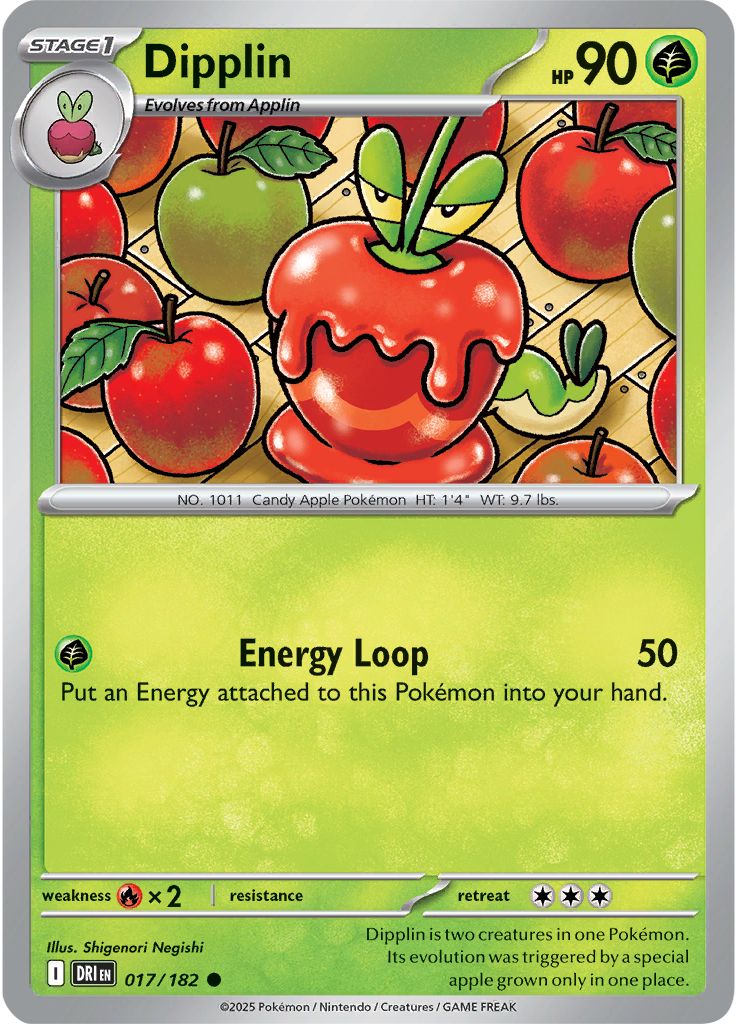 STAGE 1
Dipplin
HP 90
Evolves from Applin
NO. 1011 Candy Apple Pokémon HT: 1'4" WT: 9.7 lbs.
Energy Loop 50
Put an Energy attached to this Pokémon into your hand.
weakness ×2 resistance retreat
Illus. Shigenori Negishi
Dipplin is two creatures in one Pokémon.
Its evolution was triggered by a special
apple grown only in one place.
I DRI EN 017/182
©2025 Pokémon / Nintendo / Creatures / GAME FREAK